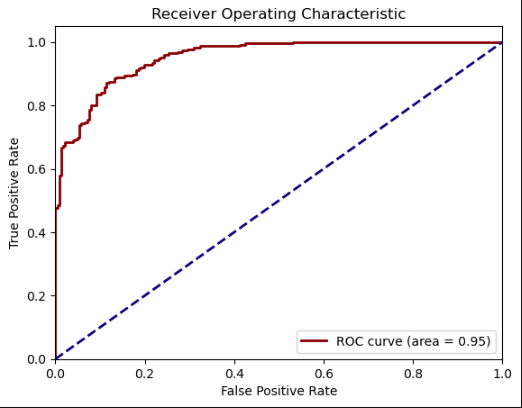 Receiver Operating Characteristic
1.0
0.8
0.6
0.4
0.2
0.0
True Positive Rate
ROC curve (area = 0.95)
0.0 0.2 0.4 0.6 0.8 1.0
False Positive Rate